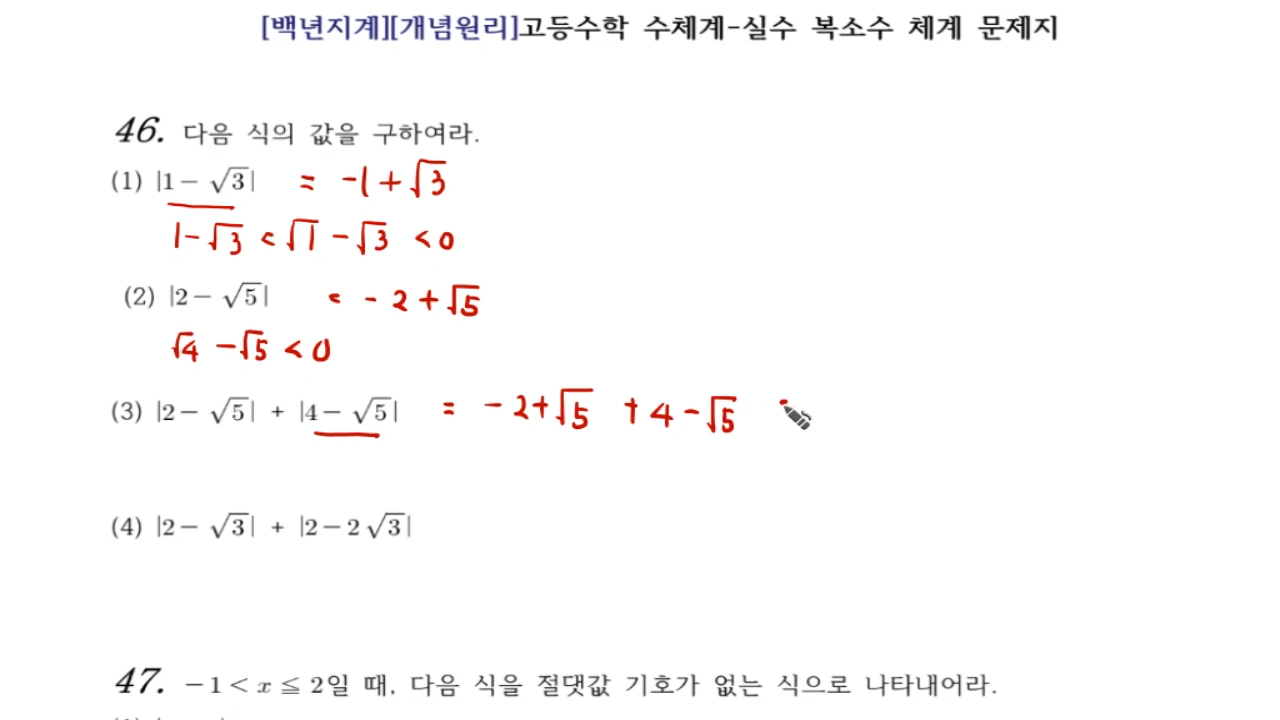 [백년지계][개념원리]고등수학 수체계-실수 복소수 체계 문제지
46. 다음 식의 값을 구하여라.
(1) |1 - √3| = -1 + √3
1 - √3 < √1 - √3 < 0
(2) |2 - √5| = -2 + √5
√4 - √5 < 0
(3) |2 - √5| + |4 - √5| = -2 + √5 + 4 - √5
(4) |2 - √3| + |2 - 2√3|
47. -1 < x ≦ 2일 때, 다음 식을 절댓값 기호가 없는 식으로 나타내어라.